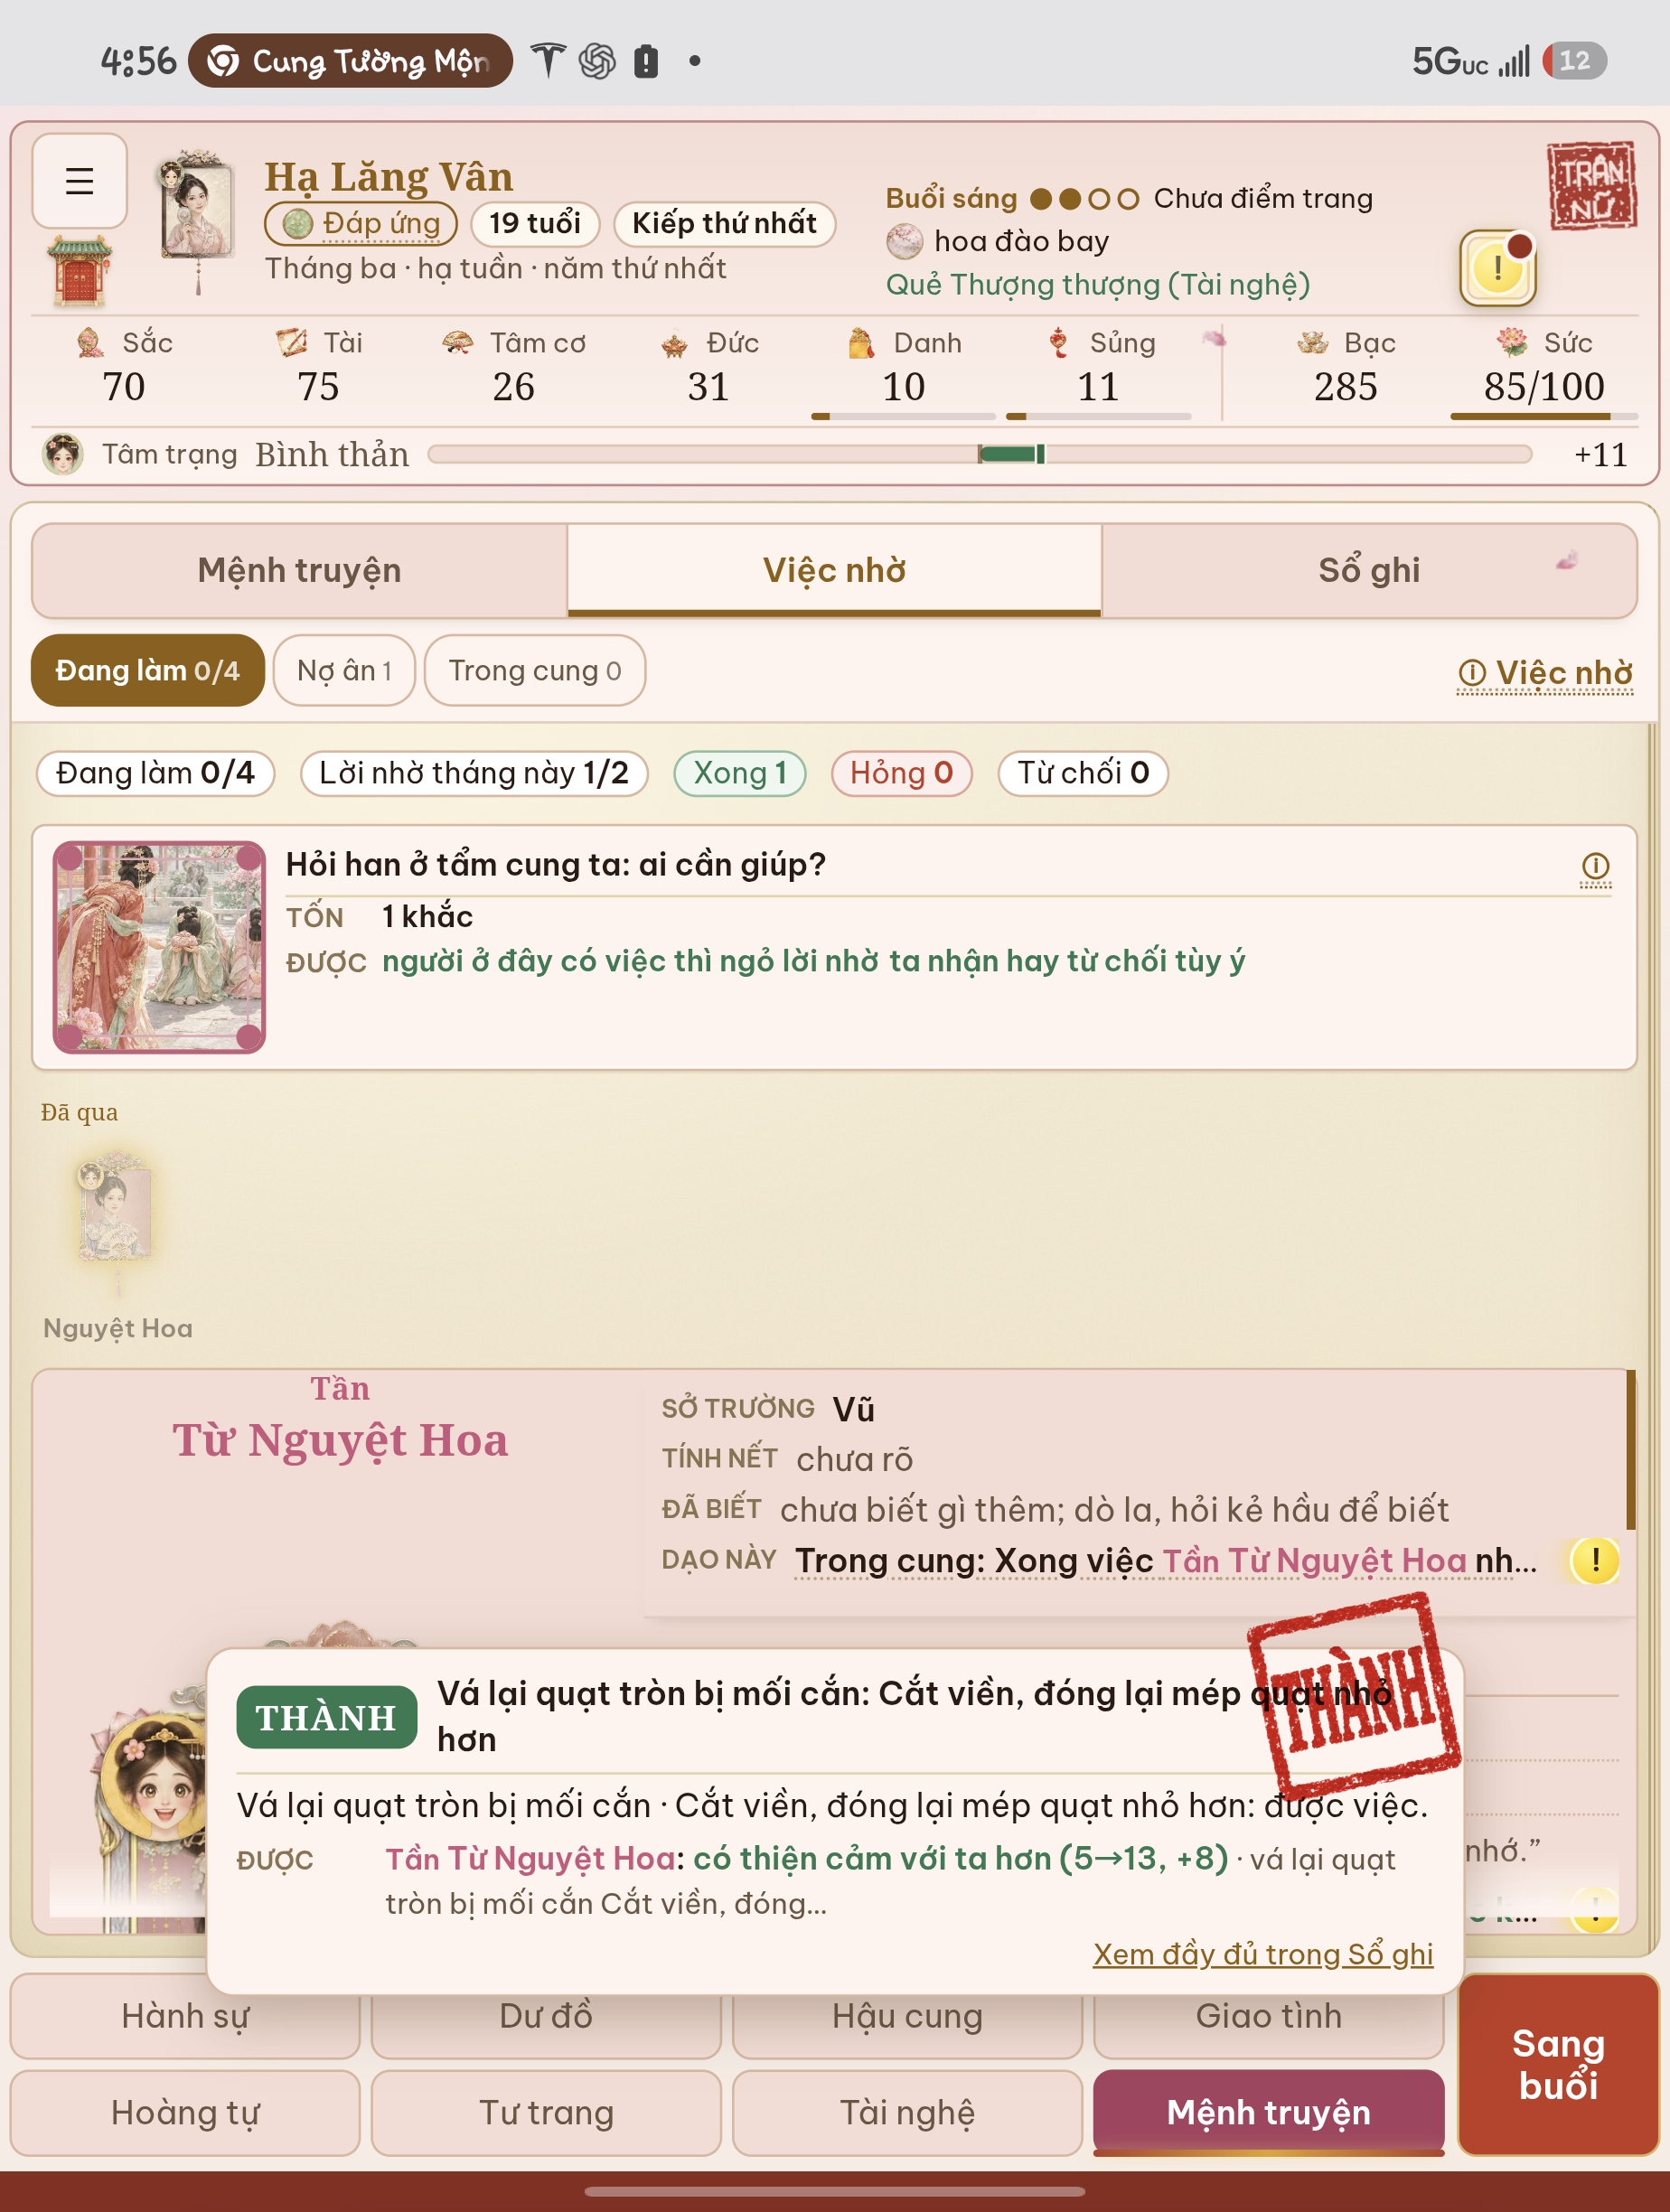 4:56 Cung Tường Mộn 5G UC 12
Hạ Lăng Vân
Đáp ứng 19 tuổi Kiếp thứ nhất
Tháng ba · hạ tuần · năm thứ nhất
Buổi sáng Chưa điểm trang
hoa đào bay
Quẻ Thượng thượng (Tài nghệ)
TRÂN NỮ
!
Sắc Tài Tâm cơ Đức Danh Sủng Bạc Sức
70 75 26 31 10 11 285 85/100
Tâm trạng Bình thản +11
Mệnh truyện Việc nhờ Sổ ghi
Đang làm 0/4 Nợ ân 1 Trong cung 0 Việc nhờ
Đang làm 0/4 Lời nhờ tháng này 1/2 Xong 1 Hỏng 0 Từ chối 0
Hỏi han ở tẩm cung ta: ai cần giúp?
TỐN 1 khắc
ĐƯỢC người ở đây có việc thì ngỏ lời nhờ ta nhận hay từ chối tùy ý
Đã qua
Nguyệt Hoa
Tần
Từ Nguyệt Hoa
SỞ TRƯỜNG Vũ
TÍNH NẾT chưa rõ
ĐÃ BIẾT chưa biết gì thêm; dò la, hỏi kẻ hầu để biết
DẠO NÀY Trong cung: Xong việc Tần Từ Nguyệt Hoa nh... !
THÀNH Vá lại quạt tròn bị mối cắn: Cắt viền, đóng lại mép quạt nhỏ
hơn
THÀNH
Vá lại quạt tròn bị mối cắn · Cắt viền, đóng lại mép quạt nhỏ hơn: được việc.
ĐƯỢC Tần Từ Nguyệt Hoa: có thiện cảm với ta hơn (5→13, +8) · vá lại quạt
tròn bị mối cắn Cắt viền, đóng...
nhớ.”
Xem đầy đủ trong Sổ ghi
Hành sự Dư đồ Hậu cung Giao tình
Sang
buổi
Hoàng tự Tư trang Tài nghệ Mệnh truyện